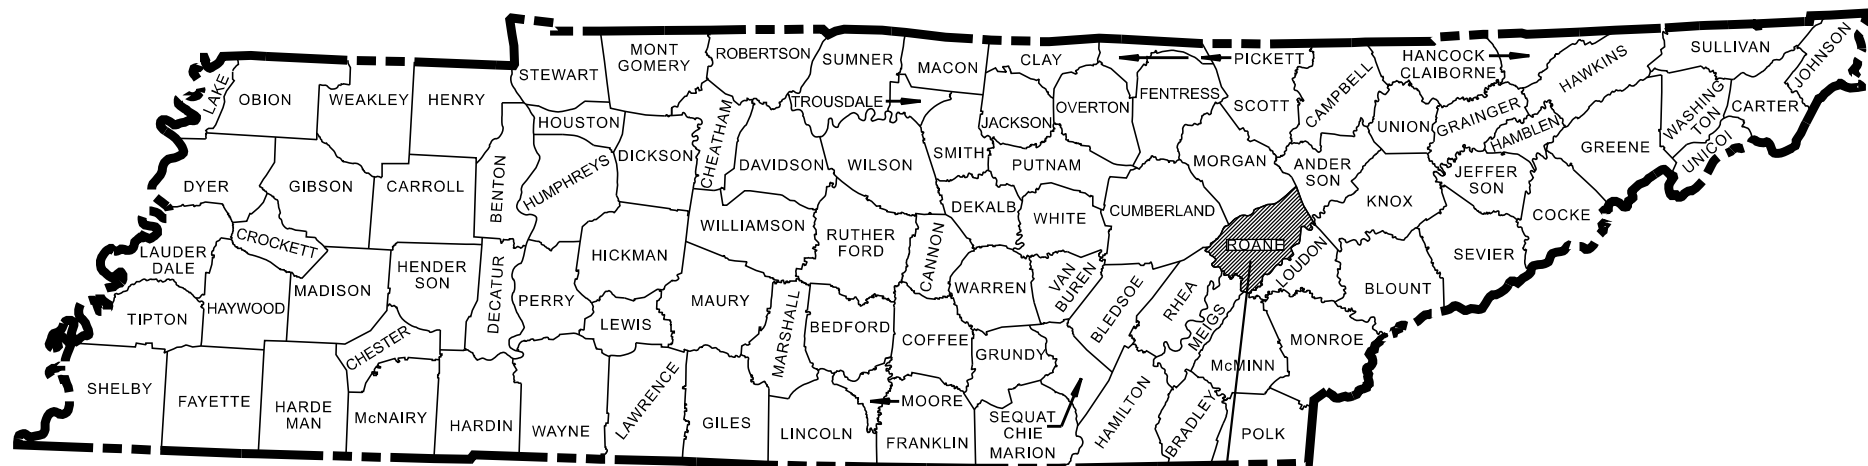 LAKE
OBION
WEAKLEY
HENRY
STEWART
MONT
GOMERY
ROBERTSON
SUMNER
MACON
CLAY
PICKETT
HANCOCK
CLAIBORNE
HAWKINS
SULLIVAN
JOHNSON
TROUSDALE
OVERTON
FENTRESS
SCOTT
CAMPBELL
UNION
GRAINGER
HAMBLEN
WASHING
TON
CARTER
UNICOI
HOUSTON
CHEATHAM
JACKSON
GREENE
DYER
GIBSON
CARROLL
BENTON
HUMPHREYS
DICKSON
DAVIDSON
WILSON
SMITH
PUTNAM
MORGAN
ANDER
SON
KNOX
JEFFER
SON
COCKE
LAUDER
DALE
CROCKETT
WILLIAMSON
RUTHER
FORD
CANNON
DEKALB
WHITE
CUMBERLAND
ROANE
LOUDON
SEVIER
HENDER
SON
DECATUR
HICKMAN
TIPTON
HAYWOOD
MADISON
PERRY
MAURY
MARSHALL
WARREN
VAN
BUREN
BLEDSOE
RHEA
MEIGS
BLOUNT
CHESTER
LEWIS
BEDFORD
COFFEE
GRUNDY
McMINN
MONROE
SHELBY
FAYETTE
HARDE
MAN
McNAIRY
HARDIN
WAYNE
LAWRENCE
GILES
LINCOLN
MOORE
FRANKLIN
SEQUAT
CHIE
MARION
HAMILTON
BRADLEY
POLK